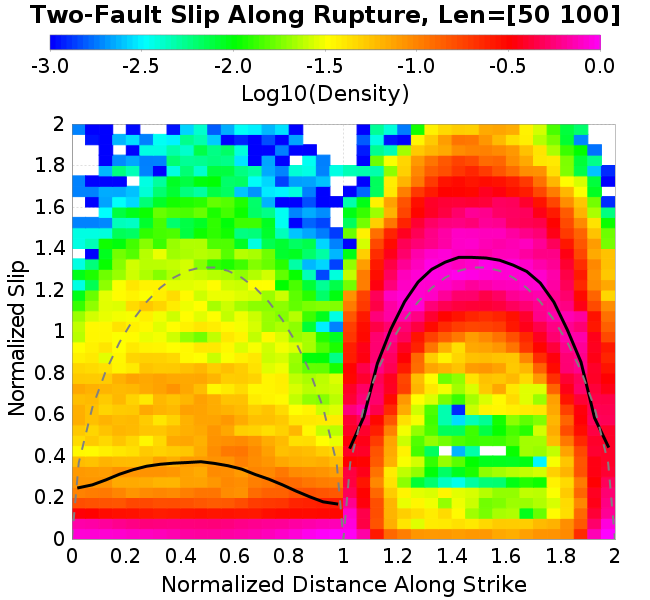 Two-Fault Slip Along Rupture, Len=[50 100]
-3.0 -2.5 -2.0 -1.5 -1.0 -0.5 0.0
Log10(Density)
Normalized Slip
2
1.8
1.6
1.4
1.2
1
0.8
0.6
0.4
0.2
0
0 0.2 0.4 0.6 0.8 1 1.2 1.4 1.6 1.8 2
Normalized Distance Along Strike